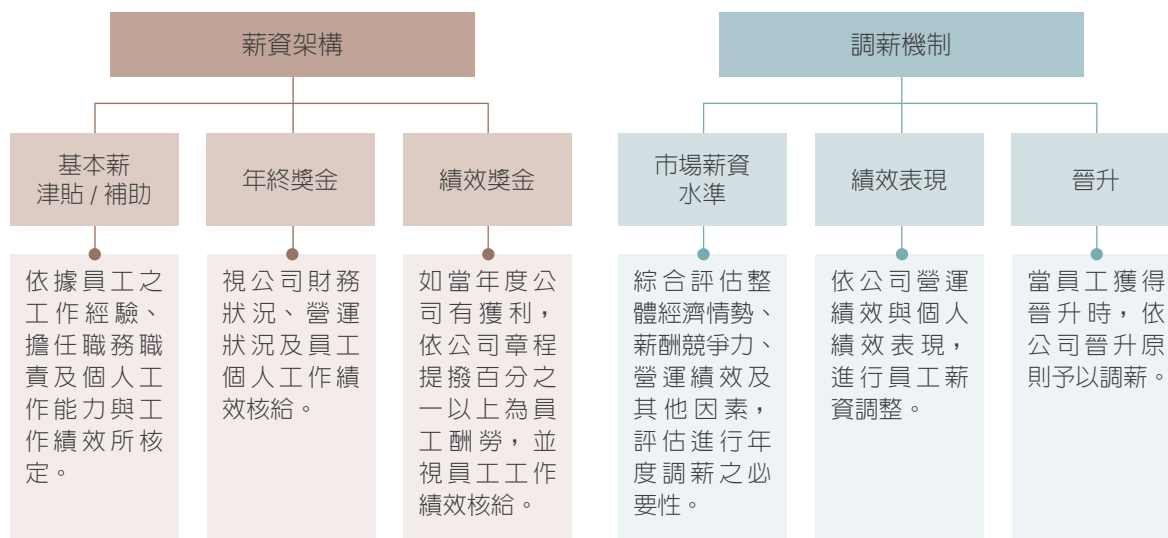 薪資架構
基本薪
津貼 / 補助
依據員工之
工作經驗、
擔任職務職
責及個人工
作能力與工
作績效所核
定。
年終獎金
視公司財務
狀況、營運
狀況及員工
個人工作績
效核給。
績效獎金
如當年度公
司有獲利，
依公司章程
提撥百分之
一以上為員
工酬勞，並
視員工工作
績效核給。
調薪機制
市場薪資
水準
綜合評估整
體經濟情勢、
薪酬競爭力、
營運績效及
其他因素，
評估進行年
度調薪之必
要性。
績效表現
依公司營運
績效與個人
績效表現，
進行員工薪
資調整。
晉升
當員工獲得
晉升時，依
公司晉升原
則予以調薪。